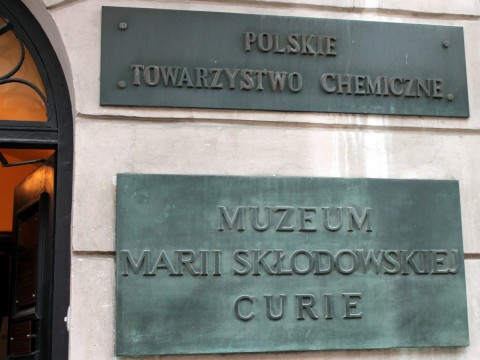 POLSKIE
TOWARZYSTWO CHEMICZNE
MUZEUM
MARII SKŁODOWSKIEJ
CURIE